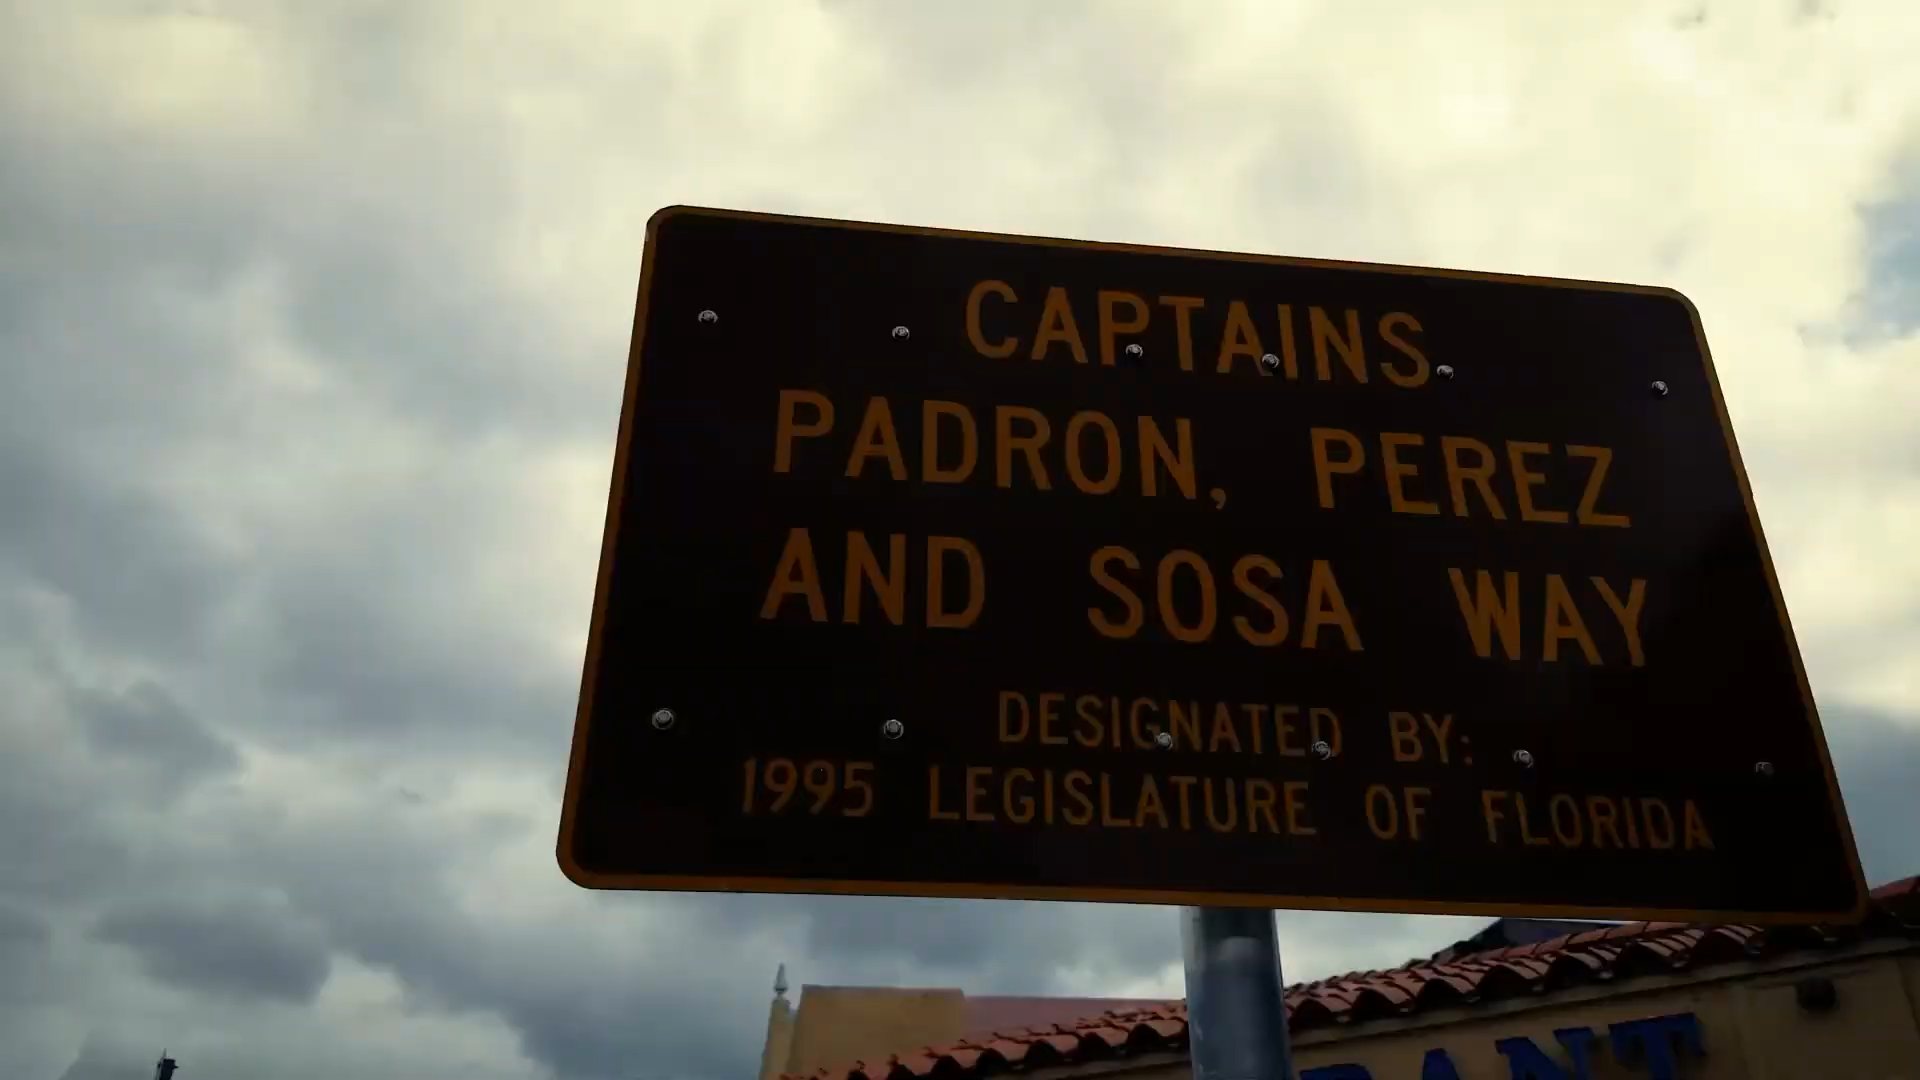 CAPTAINS
PADRON, PEREZ
AND SOSA WAY
DESIGNATED BY:
1995 LEGISLATURE OF FLORIDA